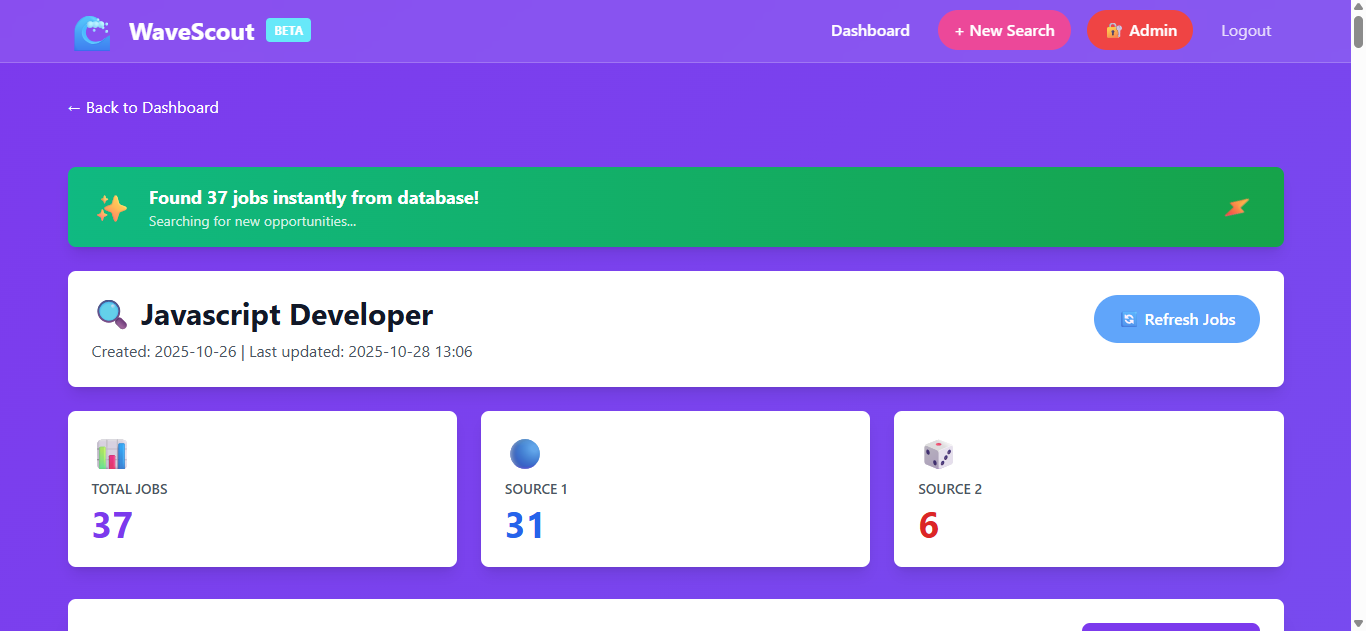 WaveScout BETA
Dashboard
+ New Search
Admin
Logout
← Back to Dashboard
Found 37 jobs instantly from database!
Searching for new opportunities...
Javascript Developer
Created: 2025-10-26 | Last updated: 2025-10-28 13:06
Refresh Jobs
TOTAL JOBS
37
SOURCE 1
31
SOURCE 2
6